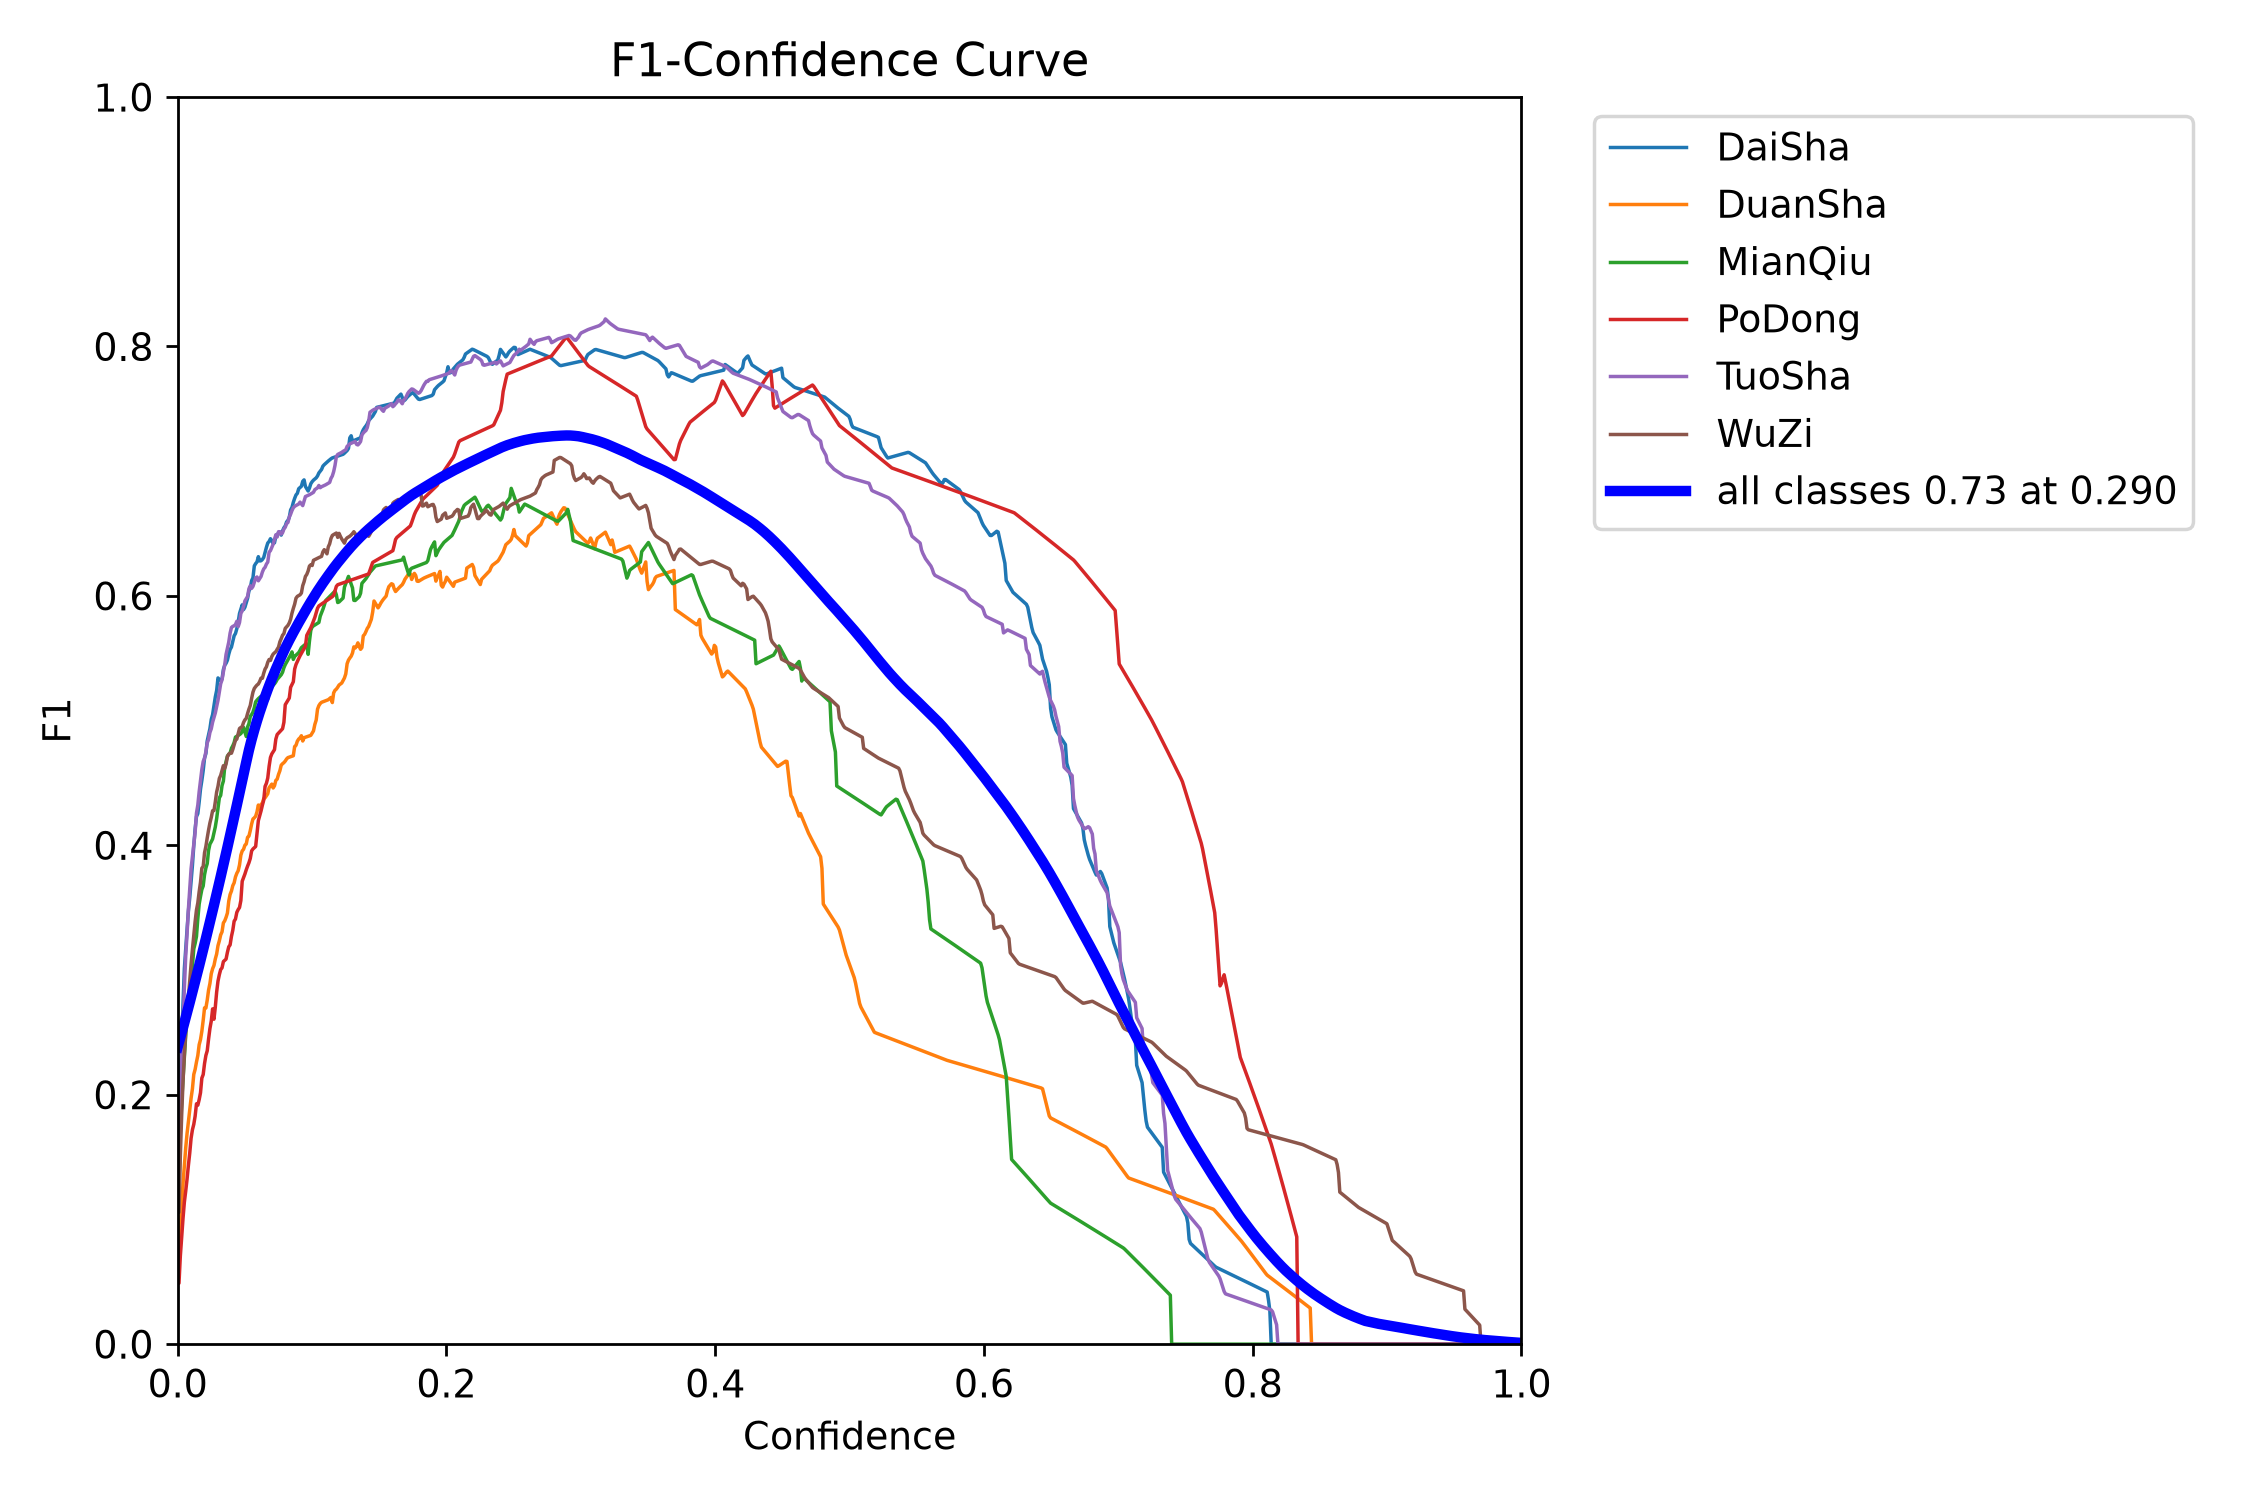 F1-Confidence Curve
1.0
0.8
0.6
0.4
0.2
0.0
F1
0.0 0.2 0.4 0.6 0.8 1.0
Confidence
DaiSha
DuanSha
MianQiu
PoDong
TuoSha
WuZi
all classes 0.73 at 0.290